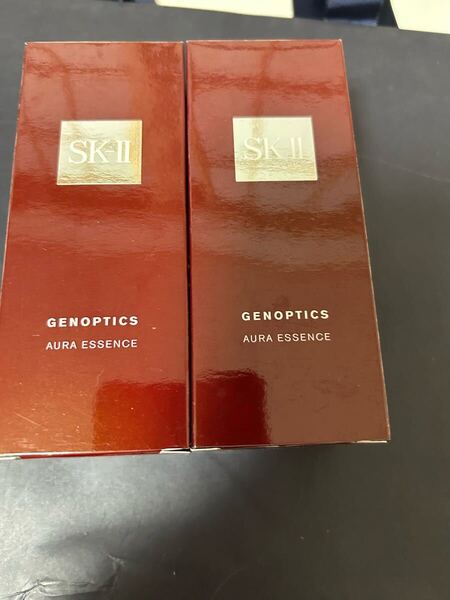 SK-II
GENOPTICS
AURA ESSENCE
SK-II
GENOPTICS
AURA ESSENCE